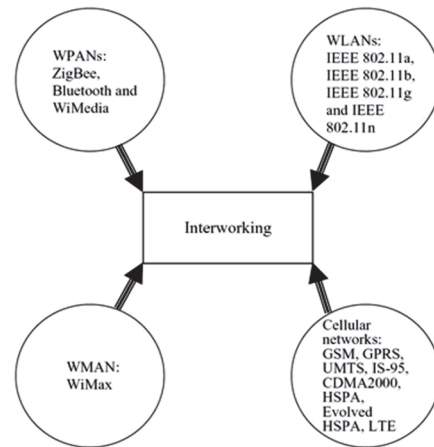 WPANs:
ZigBee,
Bluetooth and
WiMedia
WLANs:
IEEE 802.11a,
IEEE 802.11b,
IEEE 802.11g
and IEEE
802.11n
Interworking
WMAN:
WiMax
Cellular
networks:
GSM, GPRS,
UMTS, IS-95,
CDMA2000,
HSPA,
Evolved
HSPA, LTE